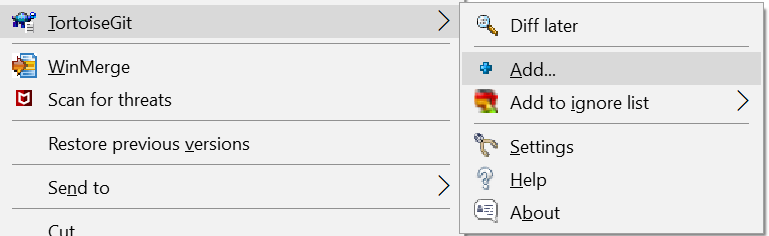 TortoiseGit
WinMerge
Scan for threats
Restore previous versions
Send to
Cut
Diff later
Add...
Add to ignore list
Settings
Help
About